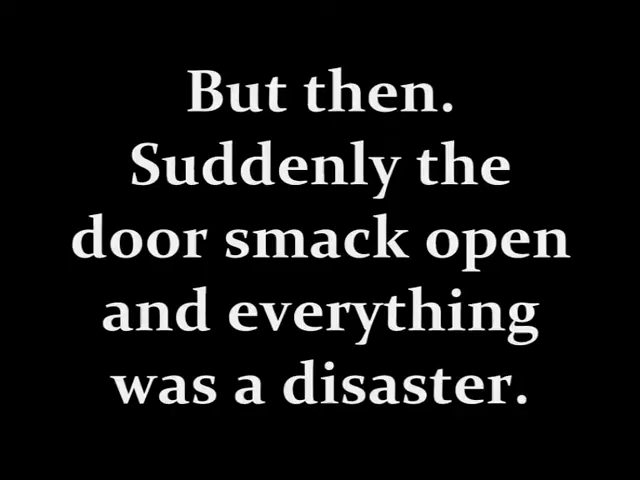 But then.
Suddenly the
door smack open
and everything
was a disaster.